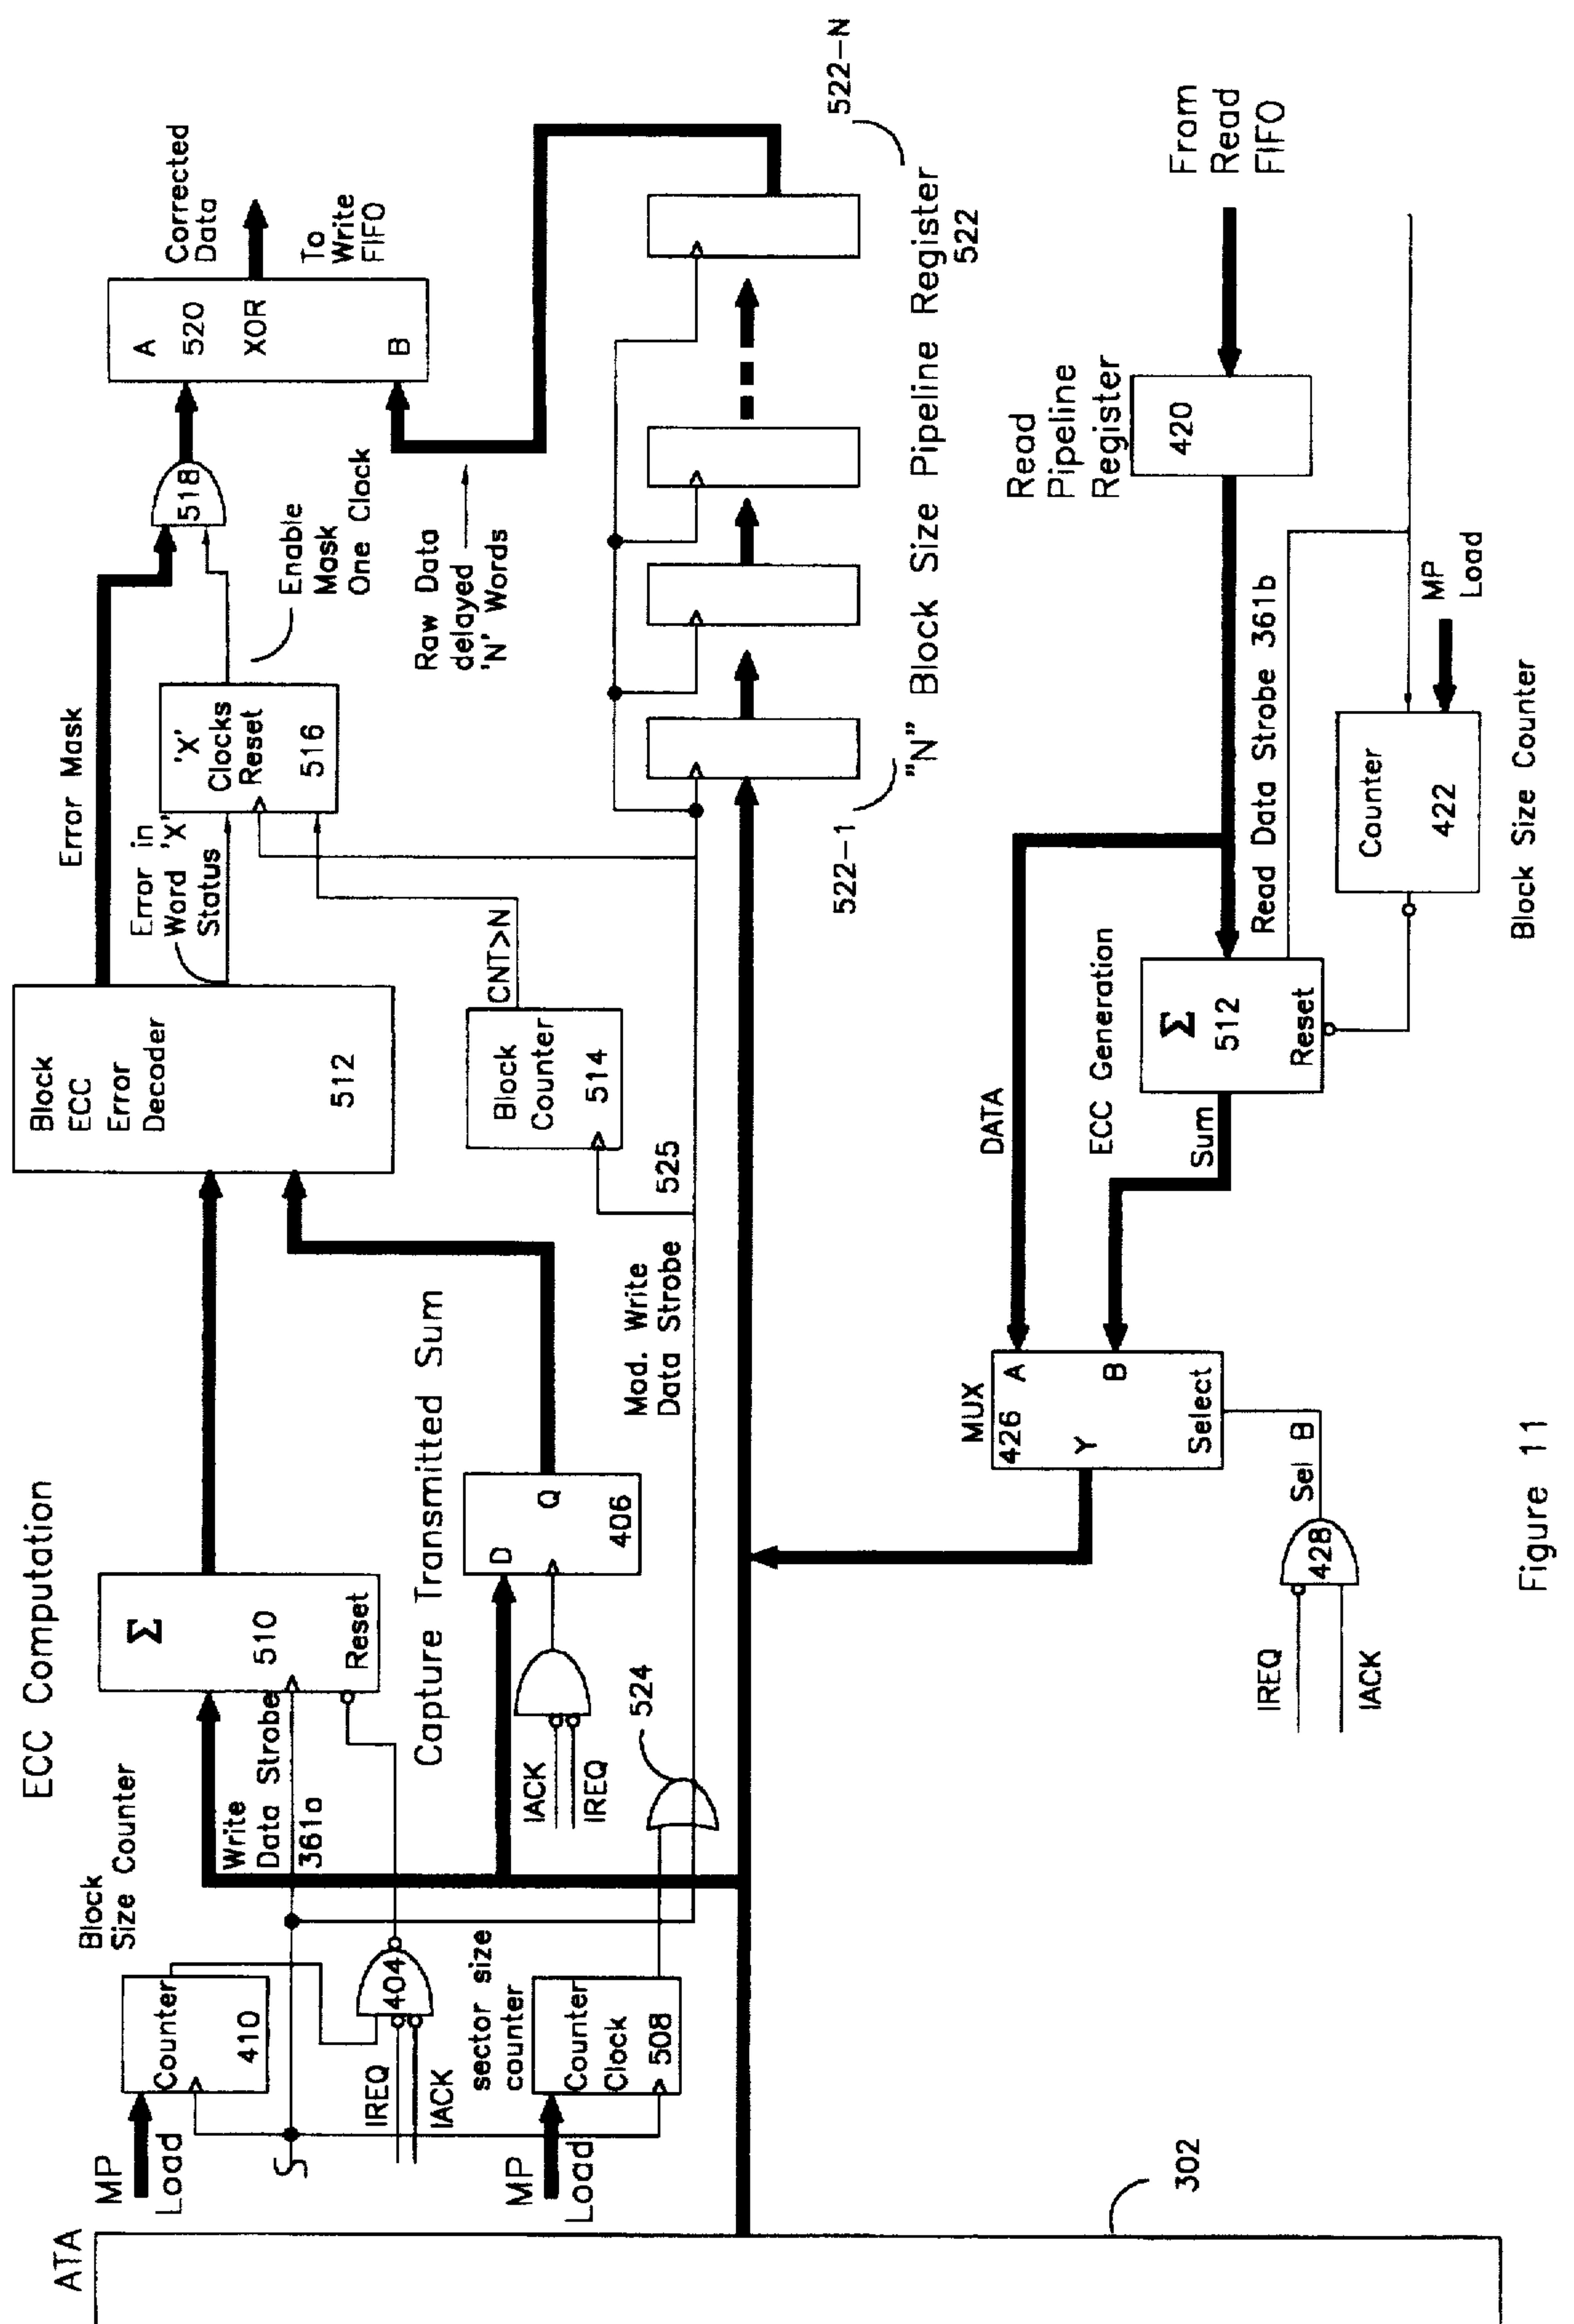 ATA
302
MP
Load
Counter
410
Block
Size Counter
IREQ
IACK
404
MP
Load
sector size
counter
Counter
Clock
508
Write
Data Strobe
361a
ECC Computation
Σ
510
Reset
Capture Transmitted Sum
IACK
IREQ
D
Q
406
524
Mod. Write
Data Strobe
525
Block
ECC
Error
Decoder
512
Block
Counter
514
CNT>N
Error Mask
Error in
Word 'X'
Status
'X'
Clocks
Reset
516
Enable
Mask
One Clock
518
A
520
XOR
B
Corrected
Data
To
Write
FIFO
Raw Data
delayed
'N' Words
522-1
"N" Block Size Pipeline Register
522
522-N
From
Read
FIFO
Read
Pipeline
Register
420
Read Data Strobe 361b
MP
Load
Counter
422
Block Size Counter
ECC Generation
Σ
512
Reset
Sum
DATA
MUX
426
A
B
Y
Select
Sel B
428
IREQ
IACK
Figure 11